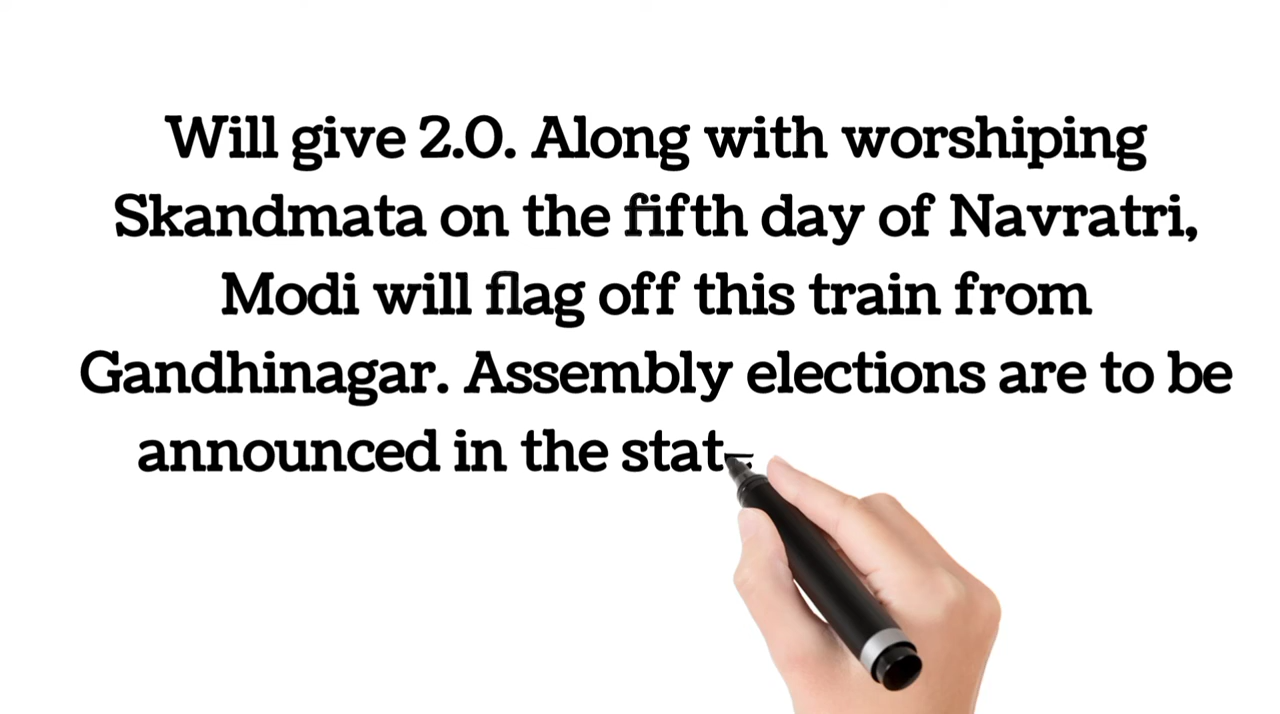 Will give 2.0. Along with worshiping
Skandmata on the fifth day of Navratri,
Modi will flag off this train from
Gandhinagar. Assembly elections are to be
announced in the